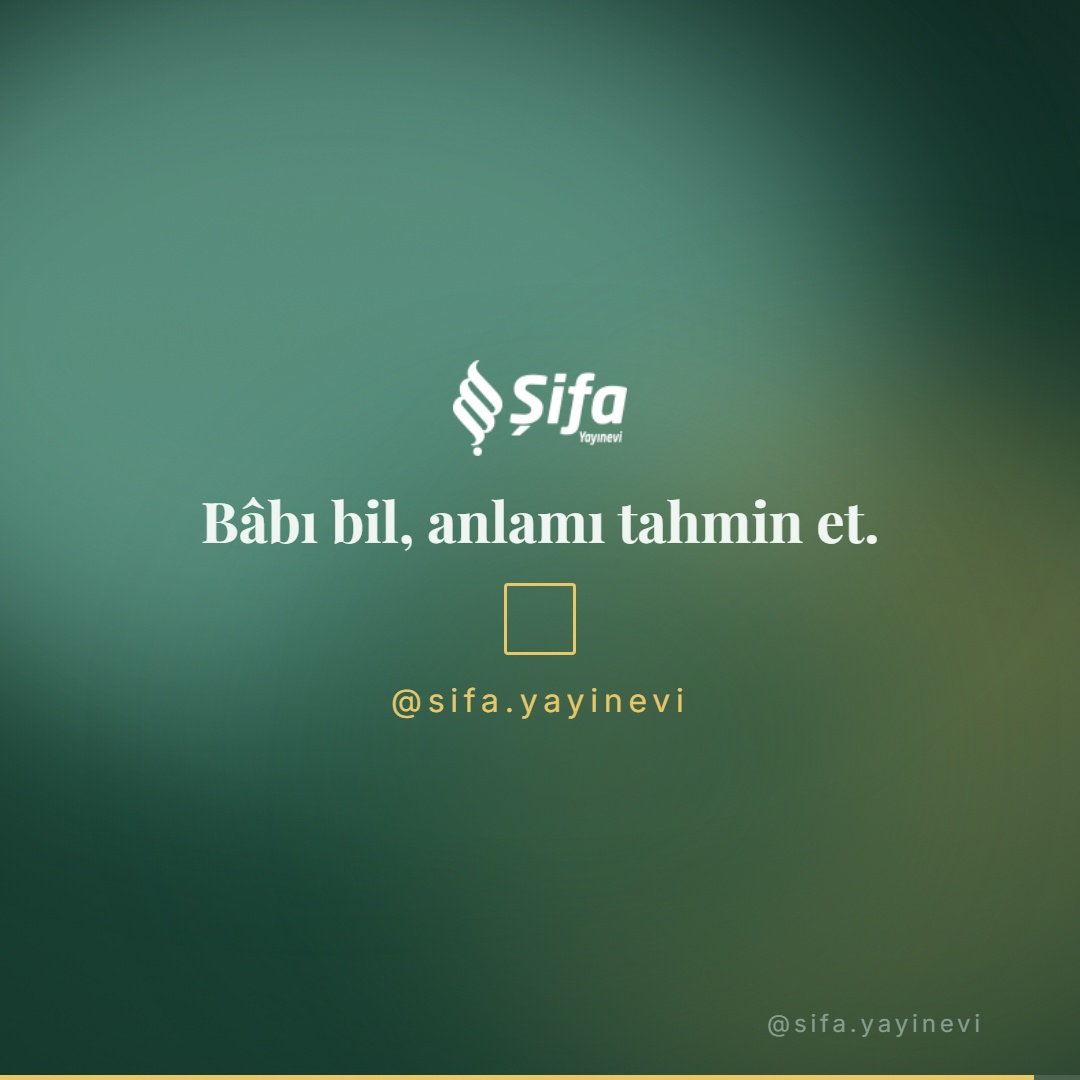 Şifa
Yayınevi
Bâbı bil, anlamı tahmin et.
@sifa.yayinevi
@sifa.yayinevi